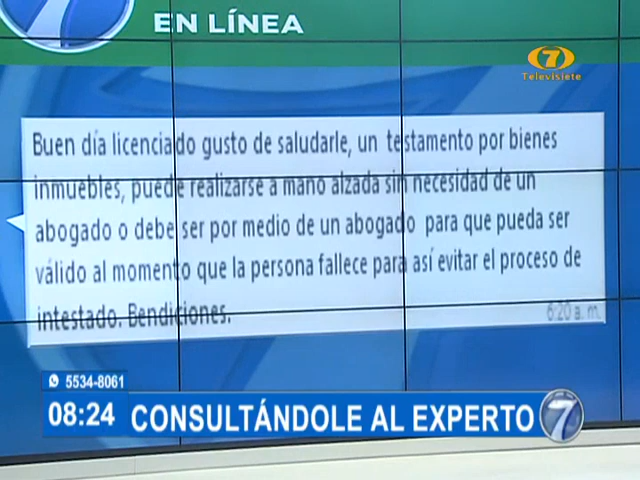 7
EN LÍNEA
7
Televisiete
Buen día licenciado gusto de saludarle, un testamento por bienes
inmuebles, puede realizarse a mano alzada sin necesidad de un
abogado o debe ser por medio de un abogado para que pueda ser
válido al momento que la persona fallece para así evitar el proceso de
intestado. Bendiciones.
6:20 a. m.
5534-8061
08:24 CONSULTÁNDOLE AL EXPERTO 7